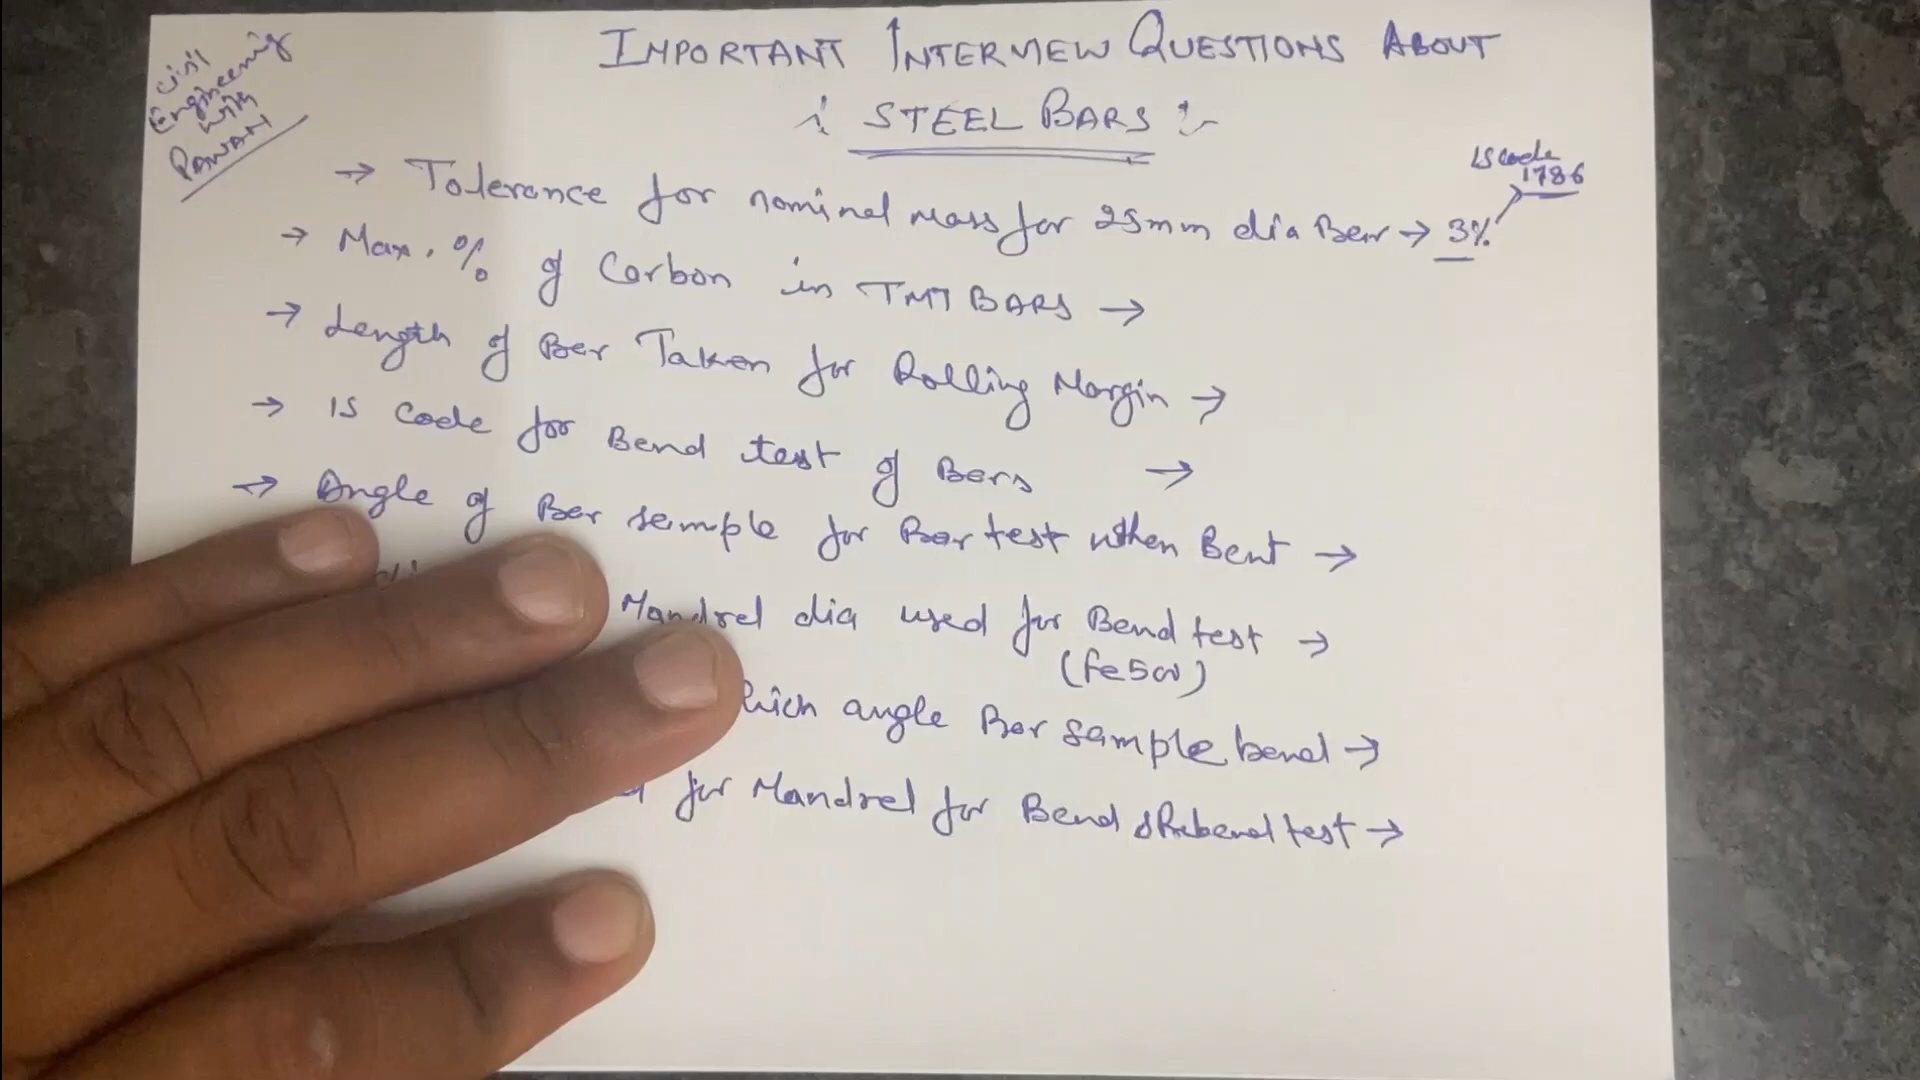 Civil
Engineering
with
PAWAN
IMPORTANT INTERVIEW QUESTIONS ABOUT
STEEL BARS :-
→ Tolerance for nominal mass for 25mm dia Bar → 3%
IS code
1786
→ Max. % of Carbon in TMT BARS →
→ Length of Bar Taken for Rolling Margin →
→ IS Code for Bend test of Bars →
→ Angle of Bar sample for Bar test when Bent →
Mandrel dia used for Bend test →
(Fe500)
which angle Bar sample bend →
for Mandrel for Bend & Rebend test →